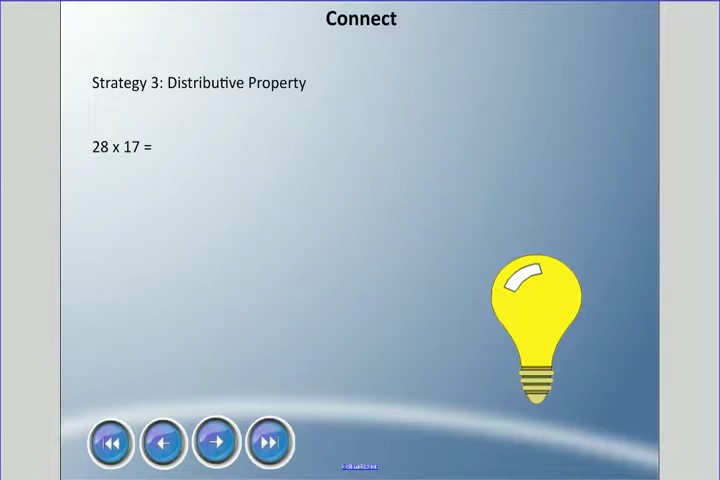 Connect
Strategy 3: Distributive Property
28 x 17 =